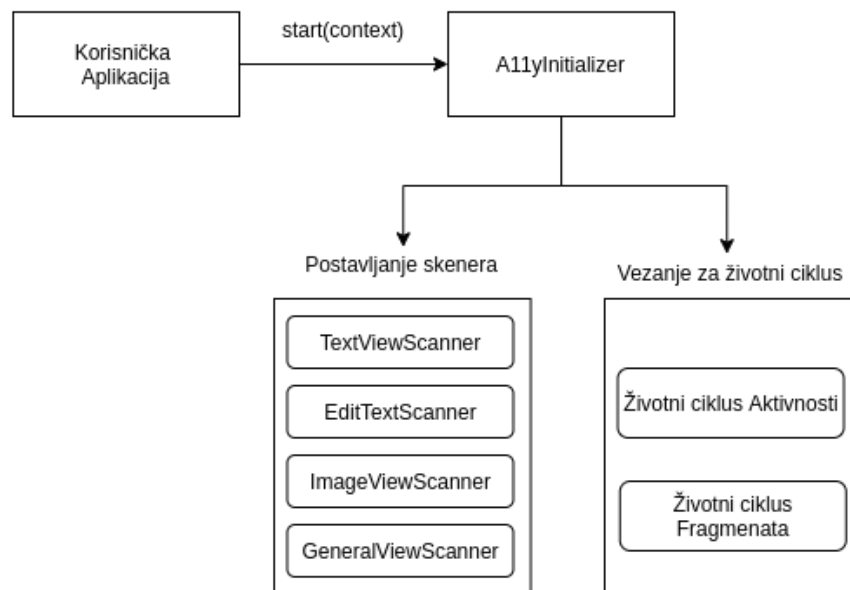 Korisnička
Aplikacija
start(context)
A11yInitializer
Postavljanje skenera
TextViewScanner
EditTextScanner
ImageViewScanner
GeneralViewScanner
Vezanje za životni ciklus
Životni ciklus Aktivnosti
Životni ciklus
Fragmenata